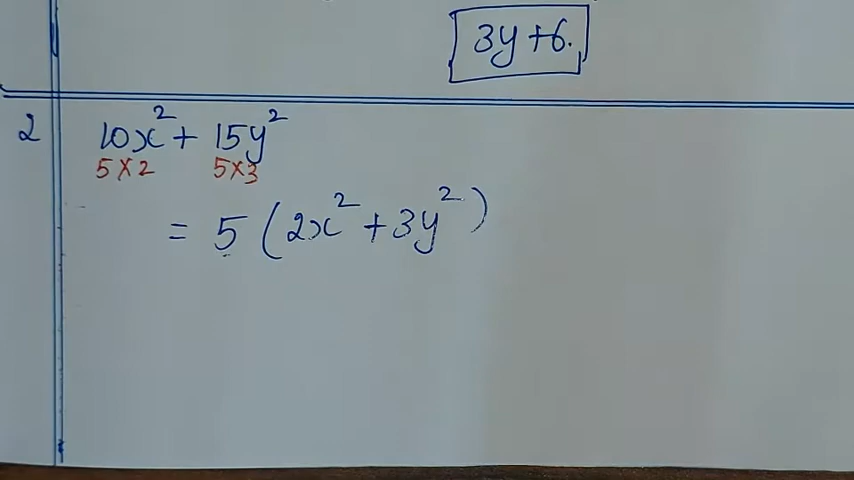 3y+6.
2 10x² + 15y²
5×2 5×3
= 5 (2x² + 3y²)